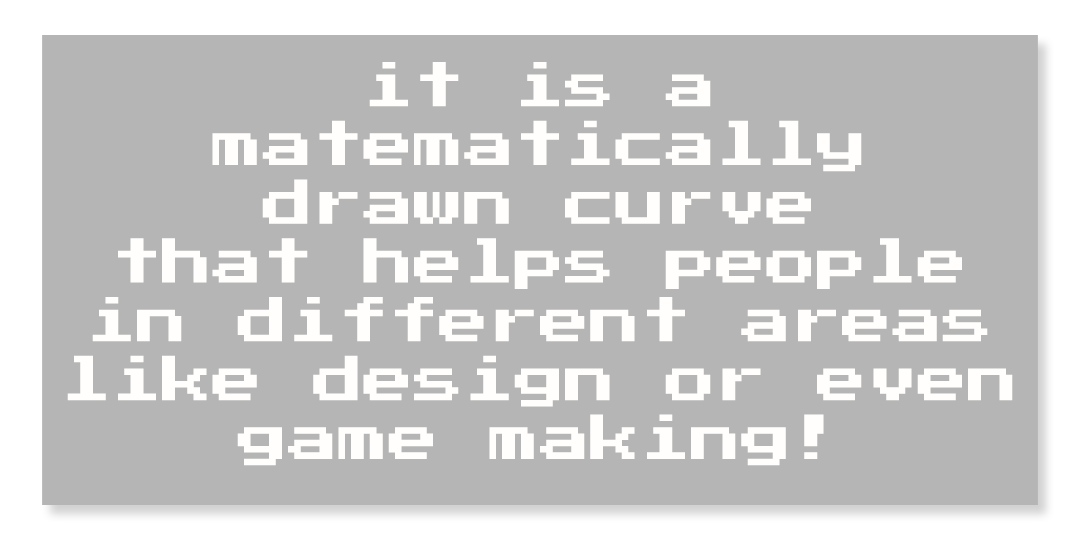 it is a
matematically
drawn curve
that helps people
in different areas
like design or even
game making!